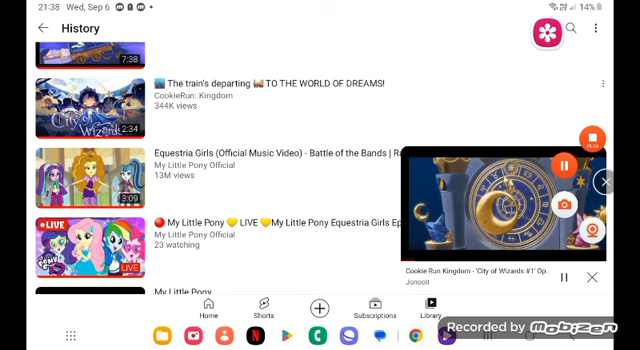 21:38 Wed, Sep 6
14%
History
7:38
The train's departing TO THE WORLD OF DREAMS!
CookieRun: Kingdom
344K views
City of Wizards
2:34
Equestria Girls (Official Music Video) - Battle of the Bands | Ra
My Little Pony Official
13M views
3:09
My Little Pony LIVE My Little Pony Equestria Girls Ep
My Little Pony Official
23 watching
LIVE
LIVE
My Little Pony
Cookie Run Kingdom - 'City of Wizards #1' Op..
Jonooit
Home
Shorts
Subscriptions
Library
Recorded by Mobizen